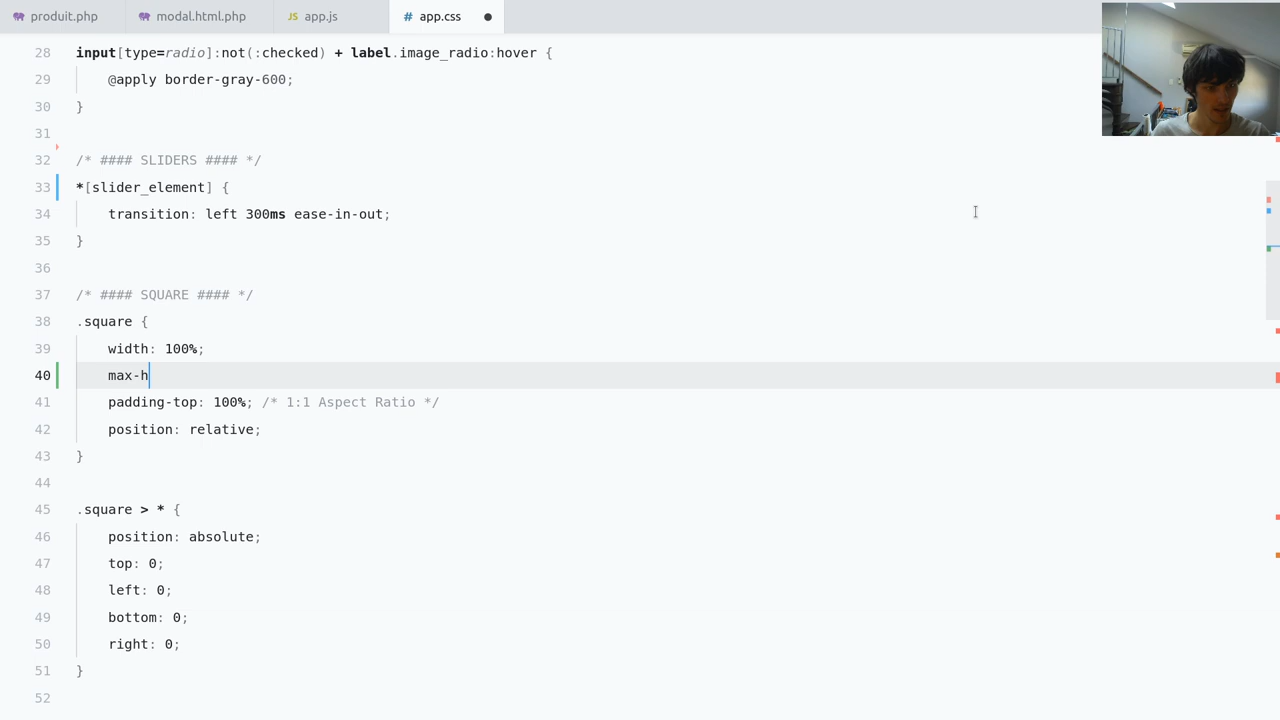 produit.php
modal.html.php
JS app.js
# app.css
28 input[type=radio]:not(:checked) + label.image_radio:hover {
29 @apply border-gray-600;
30 }
31
32 /* #### SLIDERS #### */
33 *[slider_element] {
34 transition: left 300ms ease-in-out;
35 }
36
37 /* #### SQUARE #### */
38 .square {
39 width: 100%;
40 max-h
41 padding-top: 100%; /* 1:1 Aspect Ratio */
42 position: relative;
43 }
44
45 .square > * {
46 position: absolute;
47 top: 0;
48 left: 0;
49 bottom: 0;
50 right: 0;
51 }
52